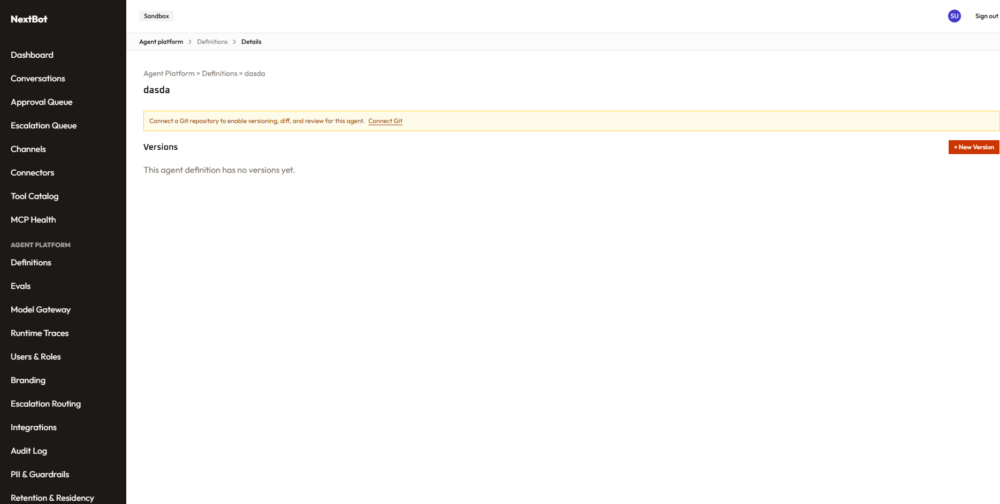 NextBot
Dashboard
Conversations
Approval Queue
Escalation Queue
Channels
Connectors
Tool Catalog
MCP Health
AGENT PLATFORM
Definitions
Evals
Model Gateway
Runtime Traces
Users & Roles
Branding
Escalation Routing
Integrations
Audit Log
PII & Guardrails
Retention & Residency
Sandbox
SU
Sign out
Agent platform > Definitions > Details
Agent Platform > Definitions > dasda
dasda
Connect a Git repository to enable versioning, diff, and review for this agent. Connect Git
Versions
+ New Version
This agent definition has no versions yet.